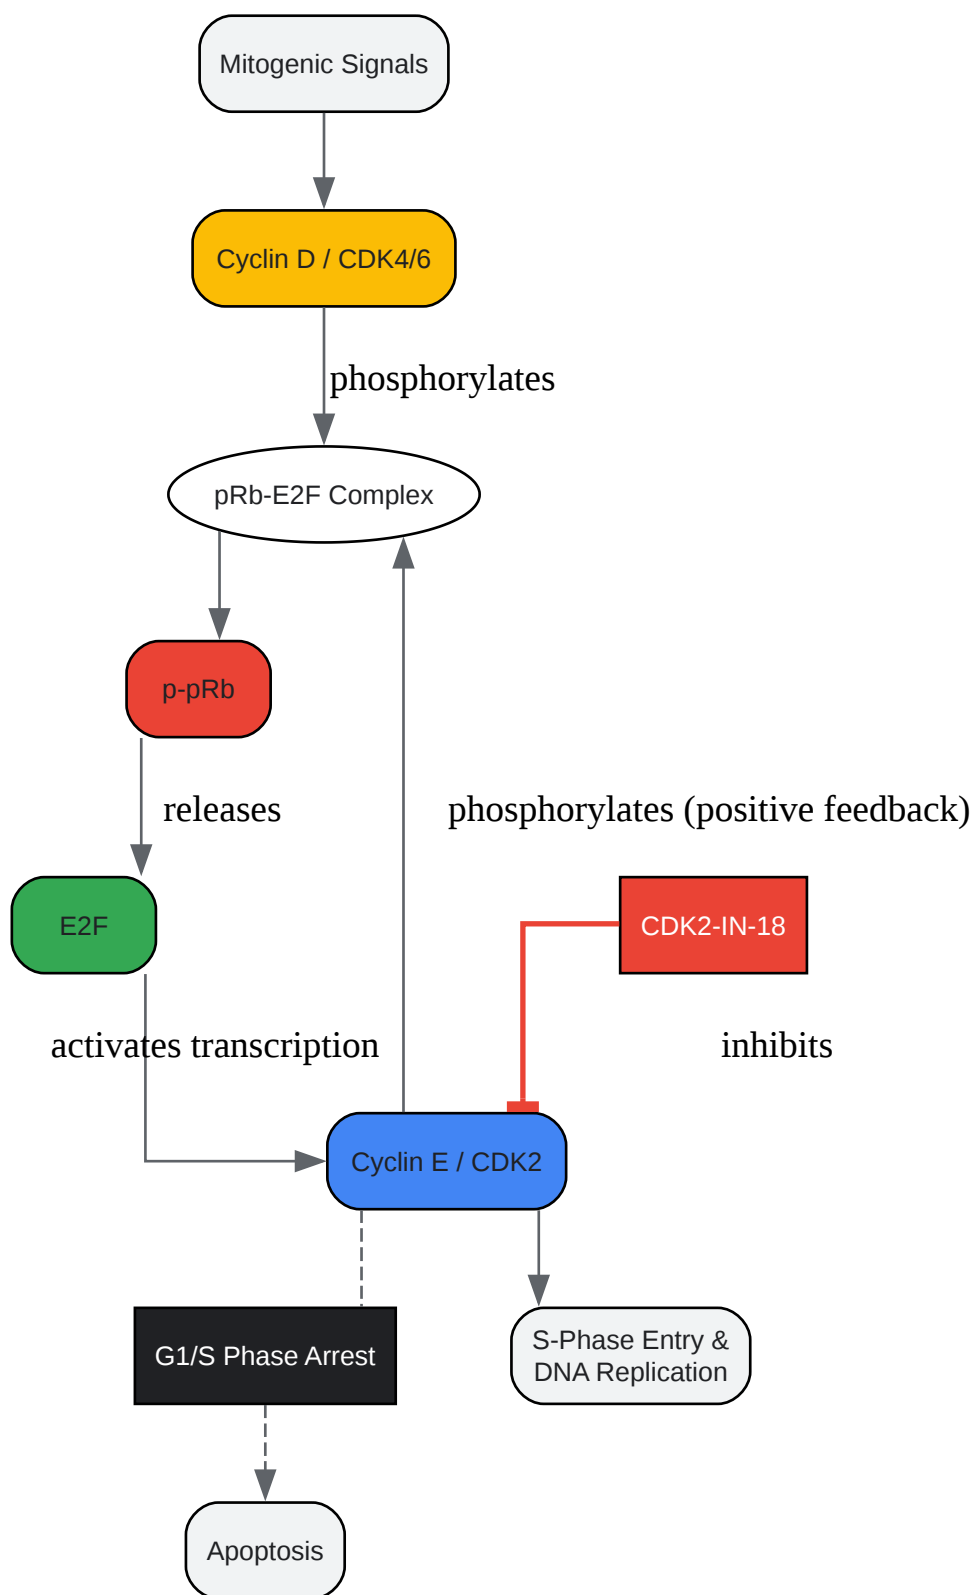 Mitogenic Signals
Cyclin D / CDK4/6
phosphorylates
pRb-E2F Complex
p-pRb
releases
phosphorylates (positive feedback)
E2F
CDK2-IN-18
activates transcription
inhibits
Cyclin E / CDK2
G1/S Phase Arrest
S-Phase Entry &
DNA Replication
Apoptosis